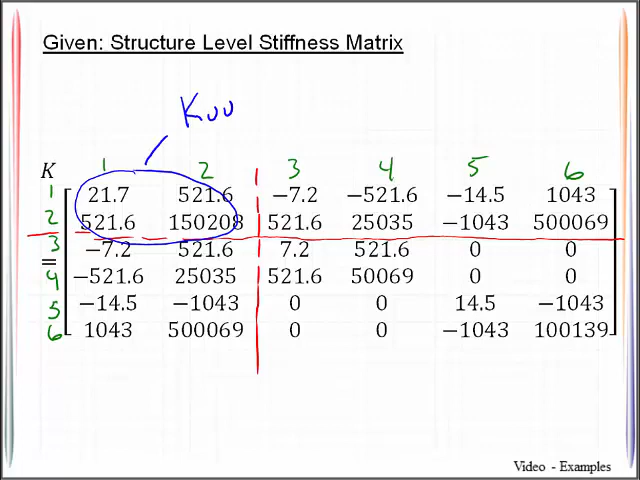 Given: Structure Level Stiffness Matrix
Kuu
K 1 2 3 4 5 6
1 21.7 521.6 −7.2 −521.6 −14.5 1043
2 521.6 150208 521.6 25035 −1043 500069
3 −7.2 521.6 7.2 521.6 0 0
=
4 −521.6 25035 521.6 50069 0 0
5 −14.5 −1043 0 0 14.5 −1043
6 1043 500069 0 0 −1043 100139
Video - Examples